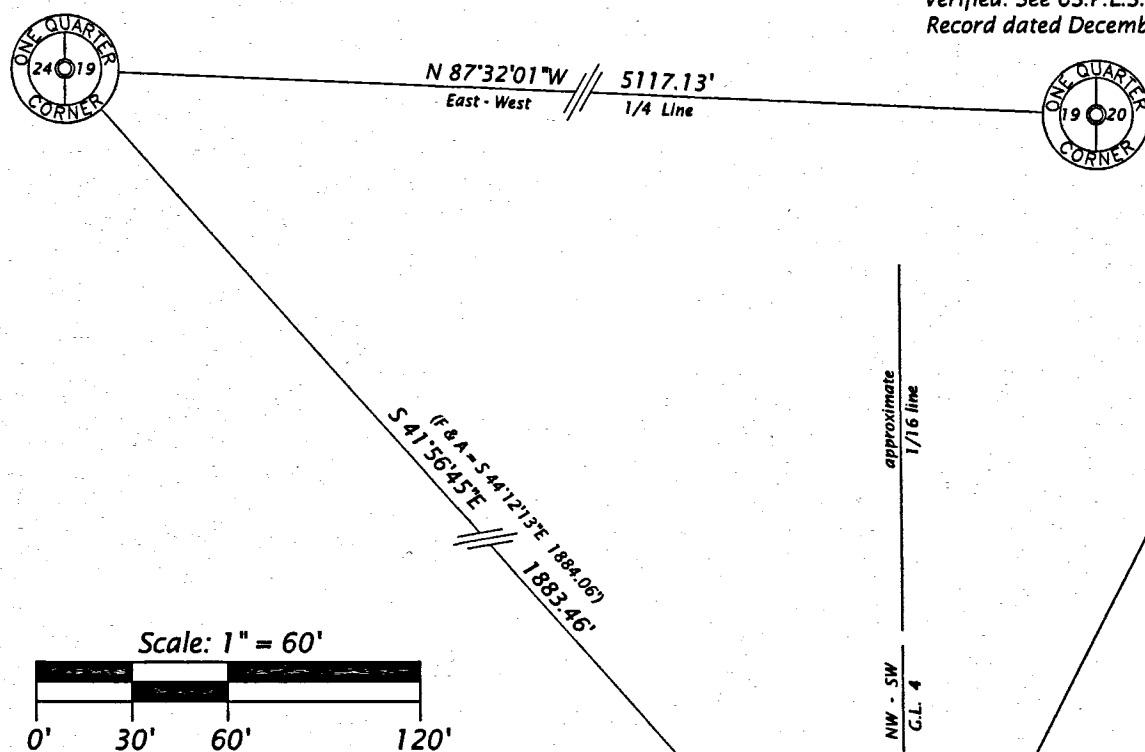 Verified. See U.S.P.L.S.
Record dated Decemb
ONE QUARTER
24 19
CORNER
N 87°32'01"W 5117.13'
East - West 1/4 Line
ONE QUARTER
19 20
CORNER
approximate
1/16 line
(F & A = S 44°12'13"E 1884.06')
S 41°56'45"E
1883.46'
Scale: 1" = 60'
0' 30' 60' 120'
NW - SW
G.L. 4